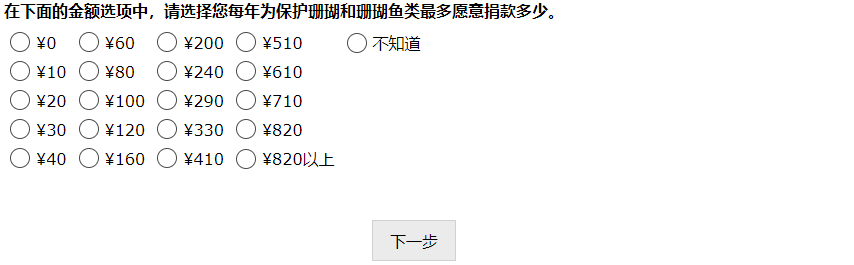 在下面的金额选项中，请选择您每年为保护珊瑚和珊瑚鱼类最多愿意捐款多少。
¥0 ¥60 ¥200 ¥510 不知道
¥10 ¥80 ¥240 ¥610
¥20 ¥100 ¥290 ¥710
¥30 ¥120 ¥330 ¥820
¥40 ¥160 ¥410 ¥820以上
下一步